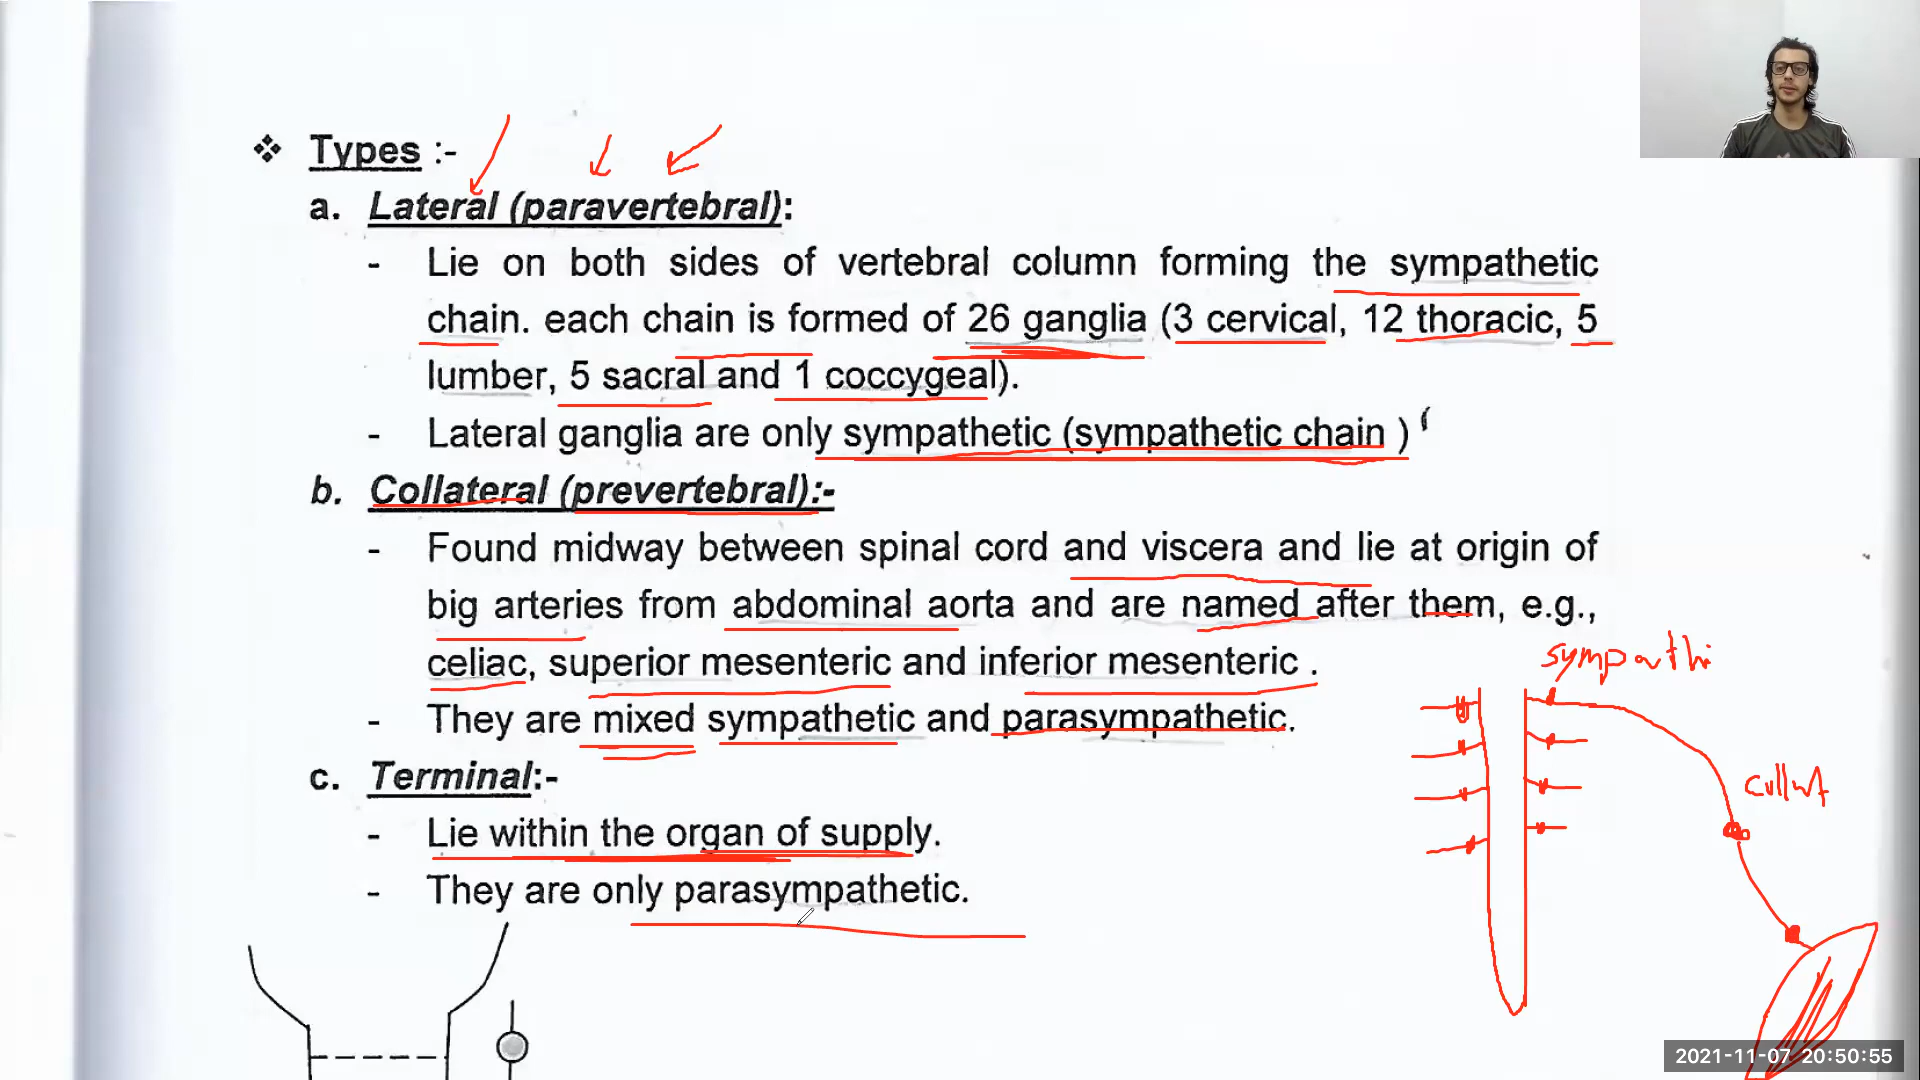 ❖ Types :-
a. Lateral (paravertebral):
- Lie on both sides of vertebral column forming the sympathetic
chain. each chain is formed of 26 ganglia (3 cervical, 12 thoracic, 5
lumber, 5 sacral and 1 coccygeal).
- Lateral ganglia are only sympathetic (sympathetic chain )
b. Collateral (prevertebral):-
- Found midway between spinal cord and viscera and lie at origin of
big arteries from abdominal aorta and are named after them, e.g.,
celiac, superior mesenteric and inferior mesenteric .
- They are mixed sympathetic and parasympathetic.
c. Terminal:-
- Lie within the organ of supply.
- They are only parasympathetic.
sympathi
2021-11-07 20:50:55